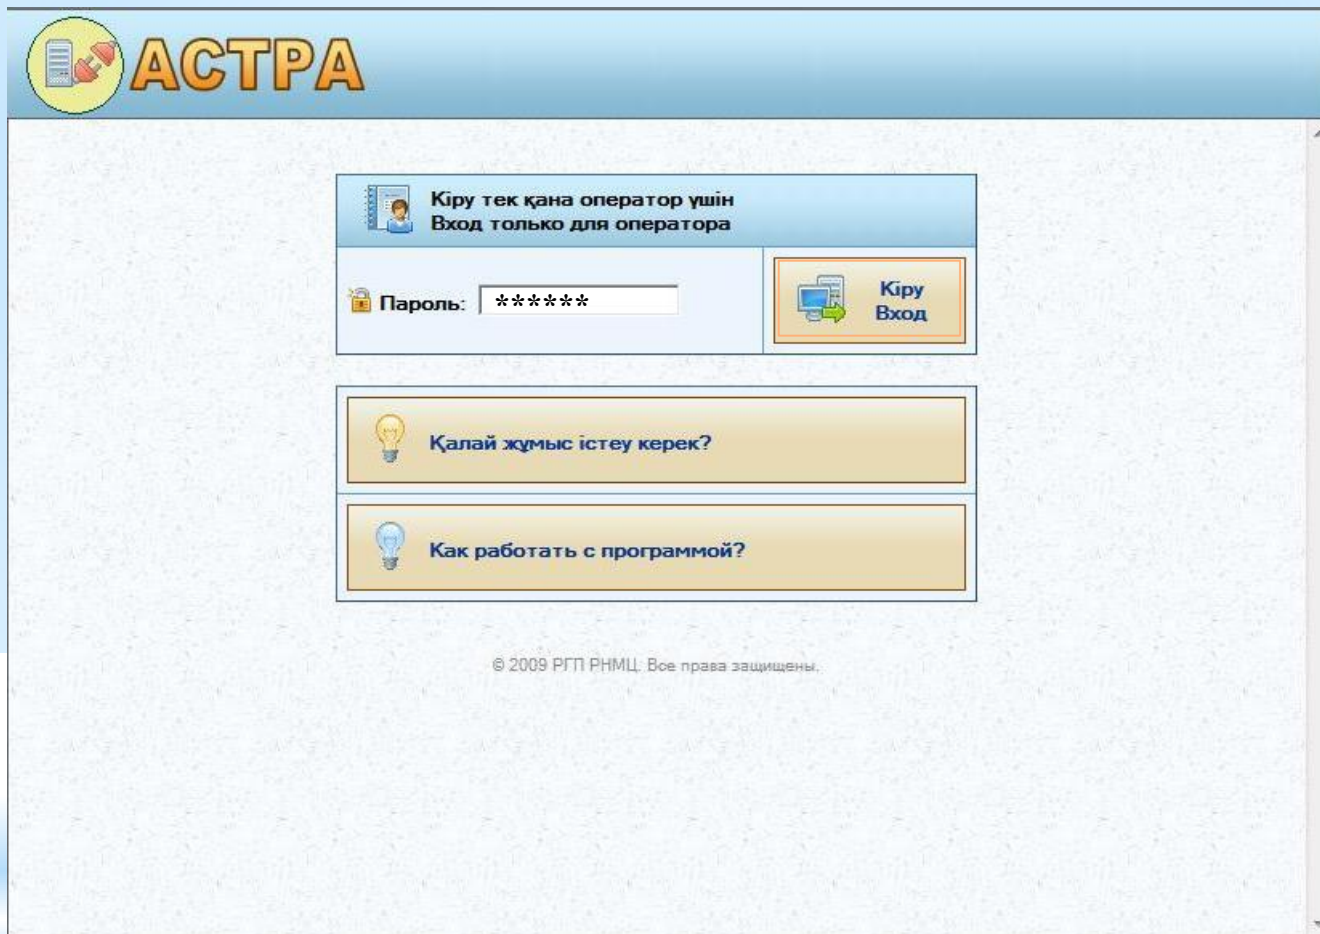 АСТРА
Кіру тек қана оператор үшін
Вход только для оператора
Пароль: ******
Кіру
Вход
Қалай жұмыс істеу керек?
Как работать с программой?
© 2009 РГП РНМЦ. Все права защищены.